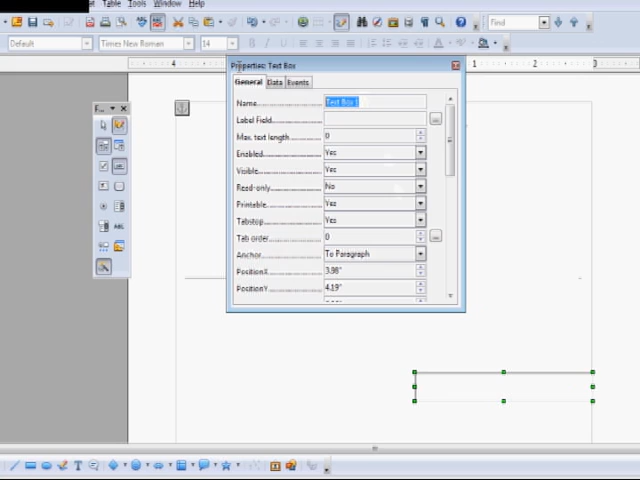 Table Tools Window Help
Find
Default Times New Roman 14
4 1 2 3
Properties: Text Box
General Data Events
F...
Name Text Box 1
Label Field
Max. text length 0
Enabled Yes
Visible Yes
Read-only No
Printable Yes
Tabstop Yes
Tab order 0
Anchor To Paragraph
PositionX 3.98"
PositionY 4.19"